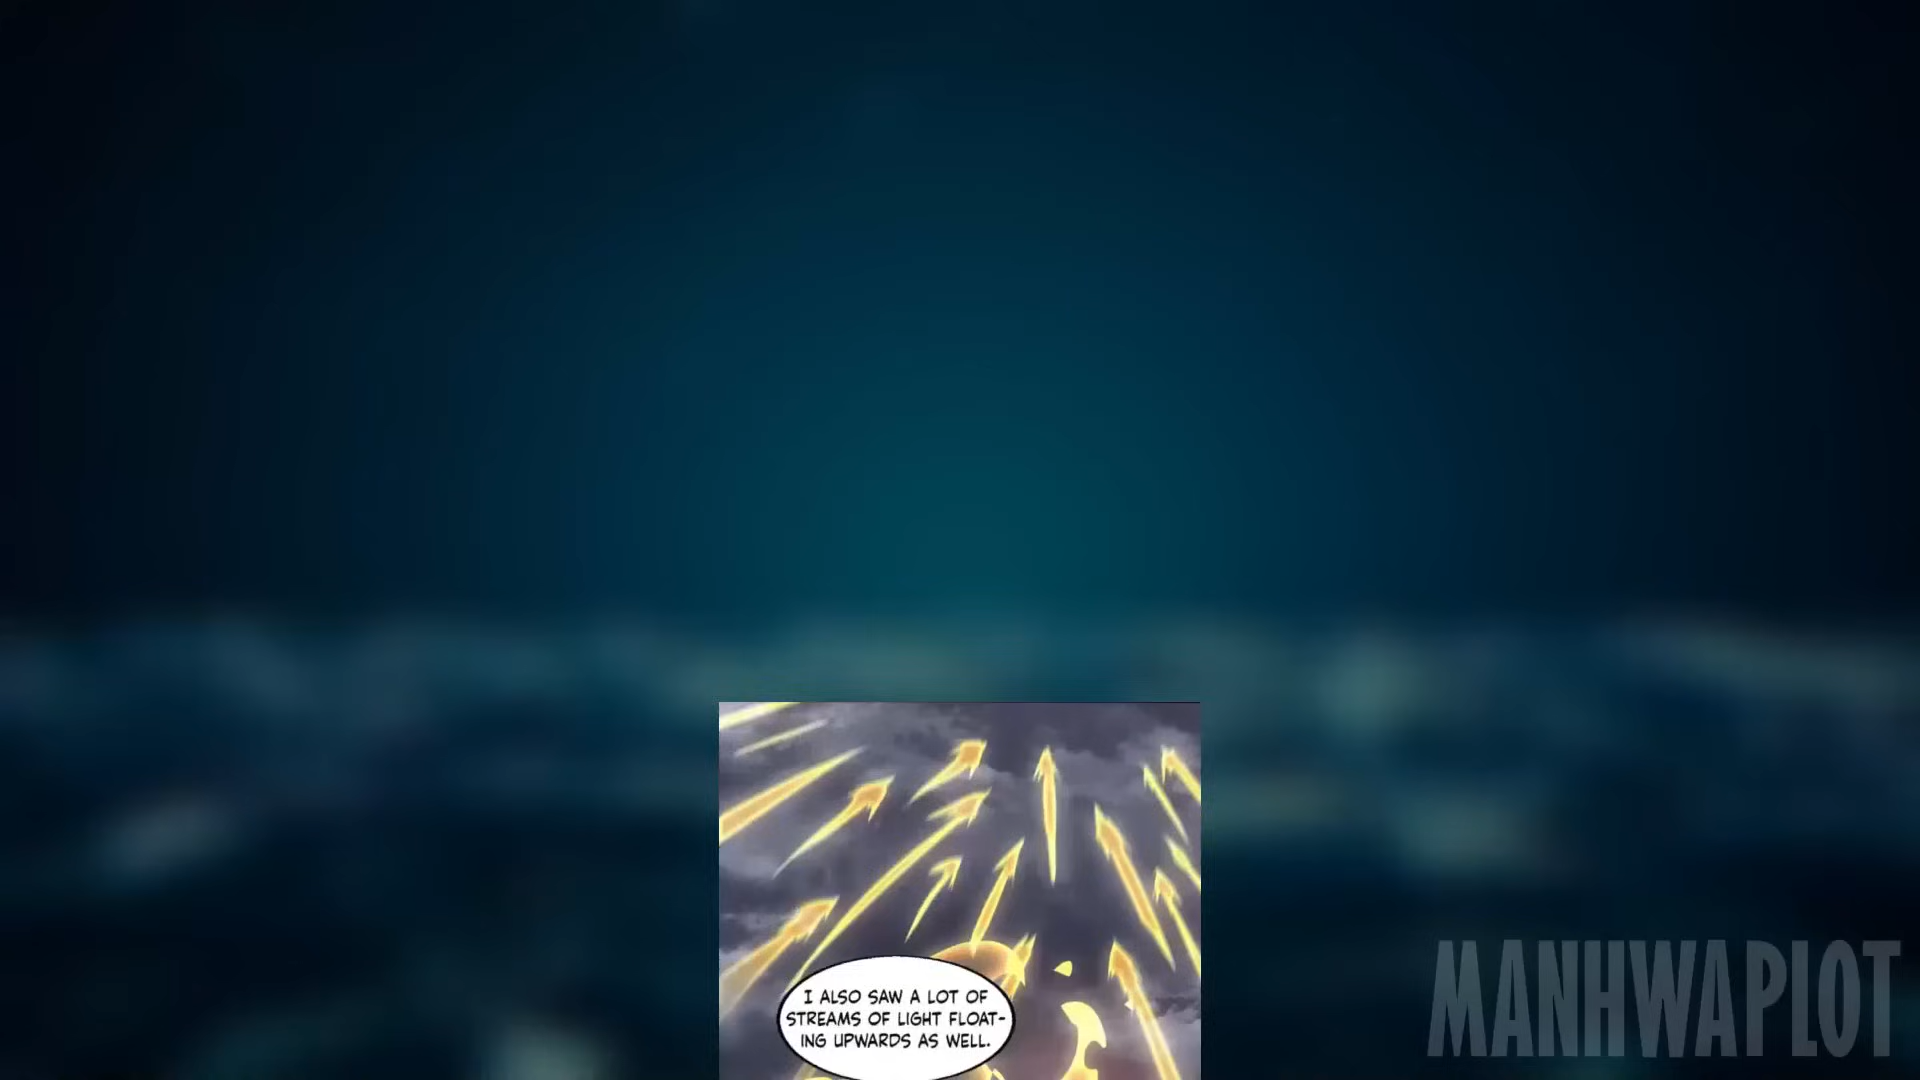 I ALSO SAW A LOT OF
STREAMS OF LIGHT FLOAT-
ING UPWARDS AS WELL.
MANHWAPLOT